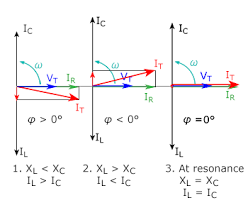 I_C I_C I_C
ω ω ω
V_T I_R V_T I_T I_R V_T I_T I_R
I_T
φ > 0° φ < 0° φ = 0°
I_L I_L I_L
1. X_L < X_C 2. X_L > X_C 3. At resonance
I_L > I_C I_L < I_C X_L = X_C
I_L = I_C